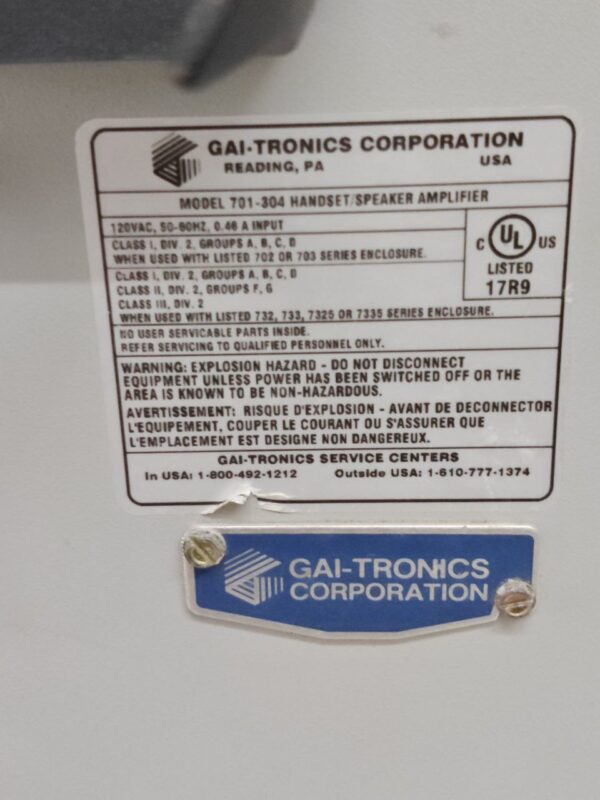 GAI-TRONICS CORPORATION
READING, PA USA
MODEL 701-304 HANDSET/SPEAKER AMPLIFIER
120VAC, 50-60HZ, 0.46 A INPUT
CLASS I, DIV. 2, GROUPS A, B, C, D
WHEN USED WITH LISTED 702 OR 703 SERIES ENCLOSURE.
C UL US
LISTED
17R9
CLASS I, DIV. 2, GROUPS A, B, C, D
CLASS II, DIV. 2, GROUPS F, G
CLASS III, DIV. 2
WHEN USED WITH LISTED 732, 733, 7325 OR 7335 SERIES ENCLOSURE.
NO USER SERVICABLE PARTS INSIDE.
REFER SERVICING TO QUALIFIED PERSONNEL ONLY.
WARNING: EXPLOSION HAZARD - DO NOT DISCONNECT
EQUIPMENT UNLESS POWER HAS BEEN SWITCHED OFF OR THE
AREA IS KNOWN TO BE NON-HAZARDOUS.
AVERTISSEMENT: RISQUE D'EXPLOSION - AVANT DE DECONNECTOR
L'EQUIPEMENT, COUPER LE COURANT OU S'ASSURER QUE
L'EMPLACEMENT EST DESIGNE NON DANGEREUX.
GAI-TRONICS SERVICE CENTERS
In USA: 1-800-492-1212 Outside USA: 1-610-777-1374
GAI-TRONICS
CORPORATION